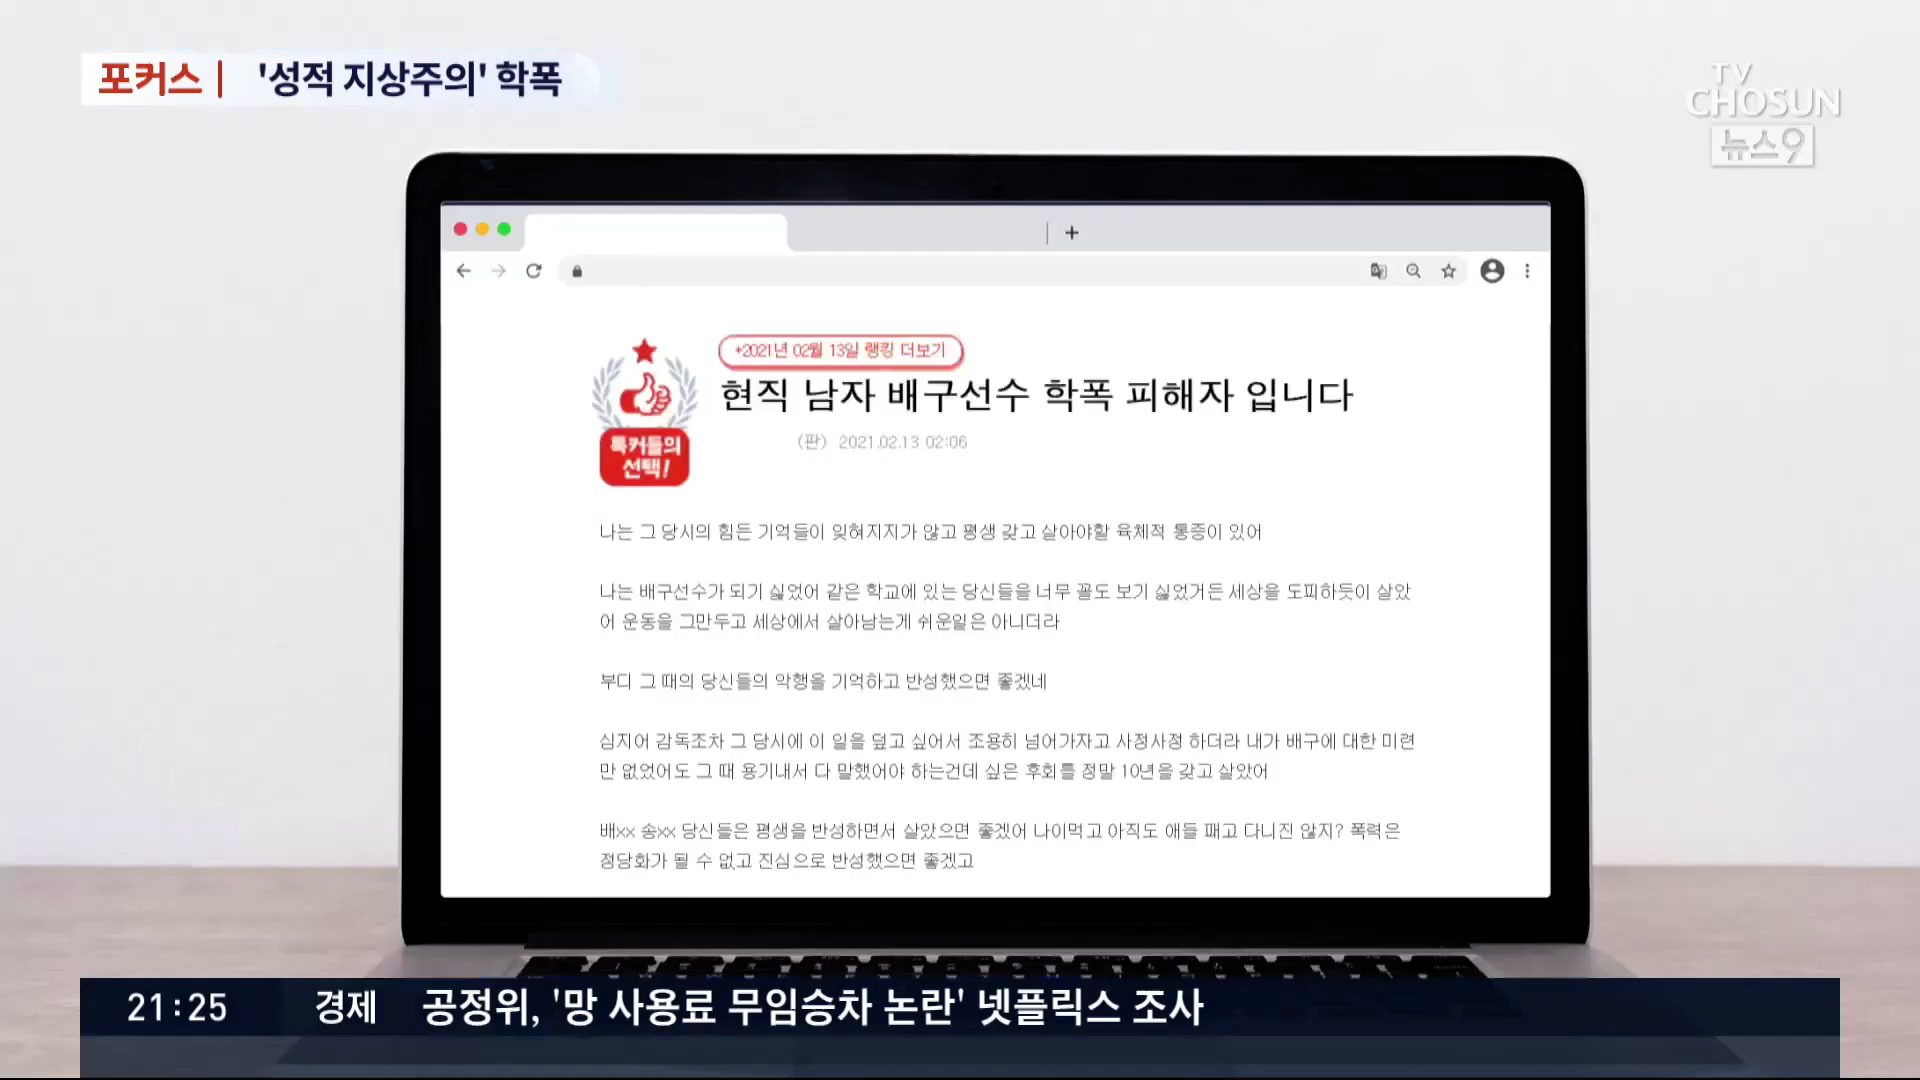 포커스 | '성적 지상주의' 학폭
TV
CHOSUN
뉴스9
+2021년 02월 13일 랭킹 더보기
현직 남자 배구선수 학폭 피해자 입니다
톡커들의
선택!
(판) 2021.02.13 02:06
나는 그 당시의 힘든 기억들이 잊혀지지가 않고 평생 갖고 살아야할 육체적 통증이 있어
나는 배구선수가 되기 싫었어 같은 학교에 있는 당신들을 너무 꼴도 보기 싫었거든 세상을 도피하듯이 살았
어 운동을 그만두고 세상에서 살아남는게 쉬운일은 아니더라
부디 그 때의 당신들의 악행을 기억하고 반성했으면 좋겠네
심지어 감독조차 그 당시에 이 일을 덮고 싶어서 조용히 넘어가자고 사정사정 하더라 내가 배구에 대한 미련
만 없었어도 그 때 용기내서 다 말했어야 하는건데 싶은 후회를 정말 10년을 갖고 살았어
배xx 송xx 당신들은 평생을 반성하면서 살았으면 좋겠어 나이먹고 아직도 애들 패고 다니진 않지? 폭력은
정당화가 될 수 없고 진심으로 반성했으면 좋겠고
21:25 경제 공정위, '망 사용료 무임승차 논란' 넷플릭스 조사